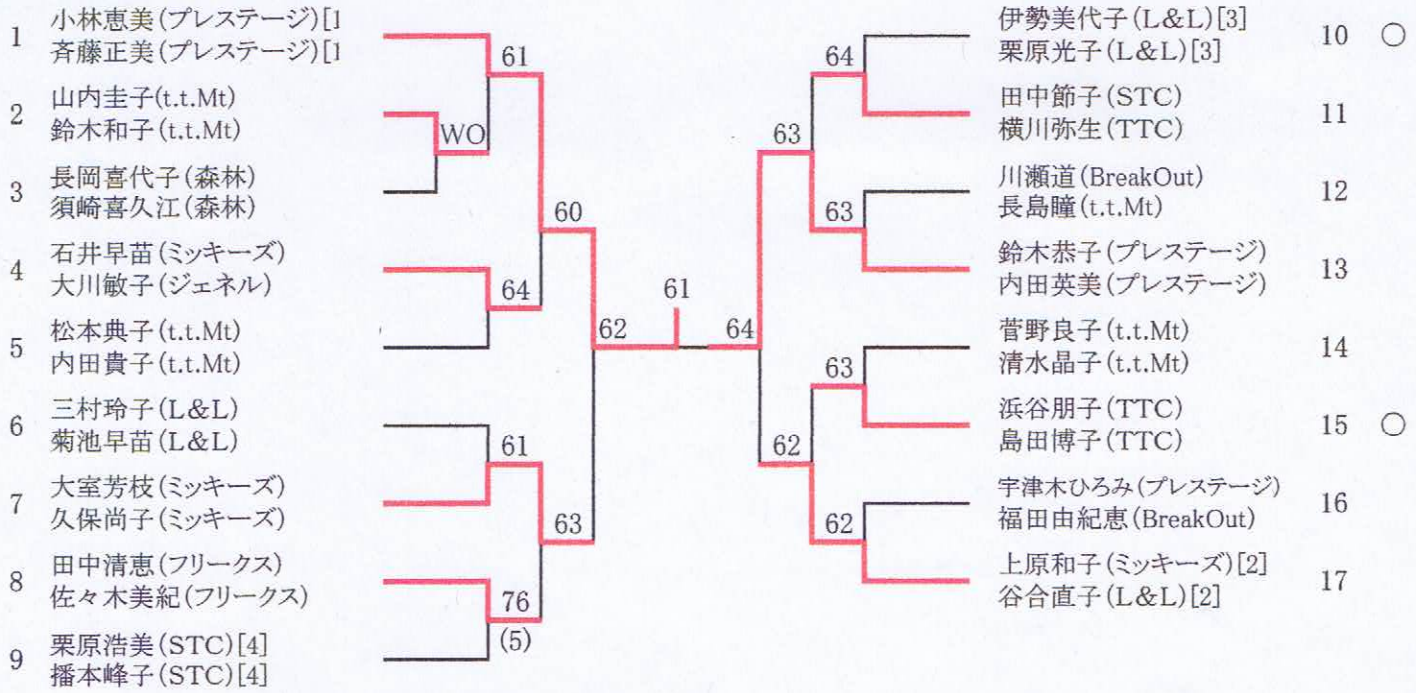 1
小林恵美(プレステージ)[1
斉藤正美(プレステージ)[1
2
山内圭子(t.t.Mt)
鈴木和子(t.t.Mt)
3
長岡喜代子(森林)
須崎喜久江(森林)
4
石井早苗(ミッキーズ)
大川敏子(ジェネル)
5
松本典子(t.t.Mt)
内田貴子(t.t.Mt)
6
三村玲子(L&L)
菊池早苗(L&L)
7
大室芳枝(ミッキーズ)
久保尚子(ミッキーズ)
8
田中清恵(フリークス)
佐々木美紀(フリークス)
9
栗原浩美(STC)[4]
播本峰子(STC)[4]
61
WO
64
61
76
(5)
60
63
62
61
64
63
62
64
63
63
62
伊勢美代子(L&L)[3]
栗原光子(L&L)[3]
10 ○
田中節子(STC)
横川弥生(TTC)
11
川瀬道(BreakOut)
長島瞳(t.t.Mt)
12
鈴木恭子(プレステージ)
内田英美(プレステージ)
13
菅野良子(t.t.Mt)
清水晶子(t.t.Mt)
14
浜谷朋子(TTC)
島田博子(TTC)
15 ○
宇津木ひろみ(プレステージ)
福田由紀恵(BreakOut)
16
上原和子(ミッキーズ)[2]
谷合直子(L&L)[2]
17